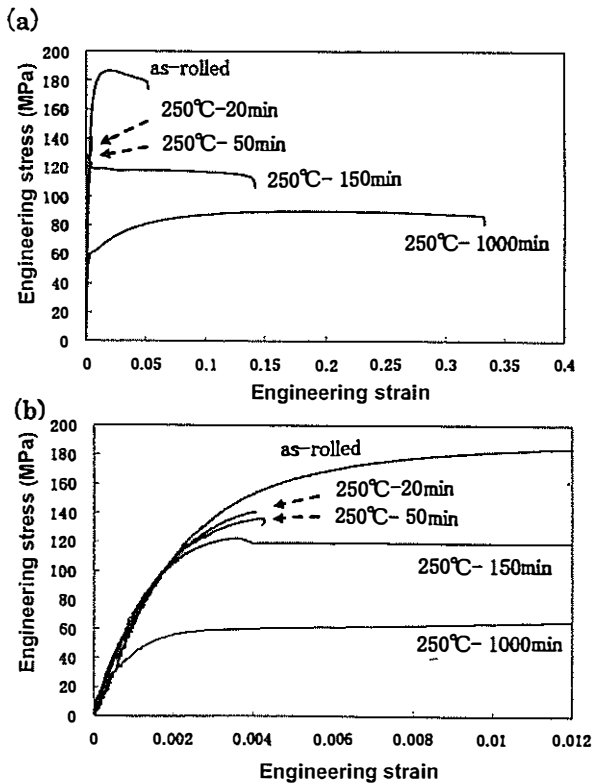 (a)
Engineering stress (MPa)
200
180
160
140
120
100
80
60
40
20
0
as-rolled
250℃-20min
250℃- 50min
250℃- 150min
250℃- 1000min
0
0.05
0.1
0.15
0.2
0.25
0.3
0.35
0.4
Engineering strain
(b)
Engineering stress (MPa)
200
180
160
140
120
100
80
60
40
20
0
as-rolled
250℃-20min
250℃- 50min
250℃- 150min
250℃- 1000min
0
0.002
0.004
0.006
0.008
0.01
0.012
Engineering strain